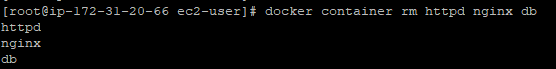 [root@ip-172-31-20-66 ec2-user]# docker container rm httpd nginx db
httpd
nginx
db